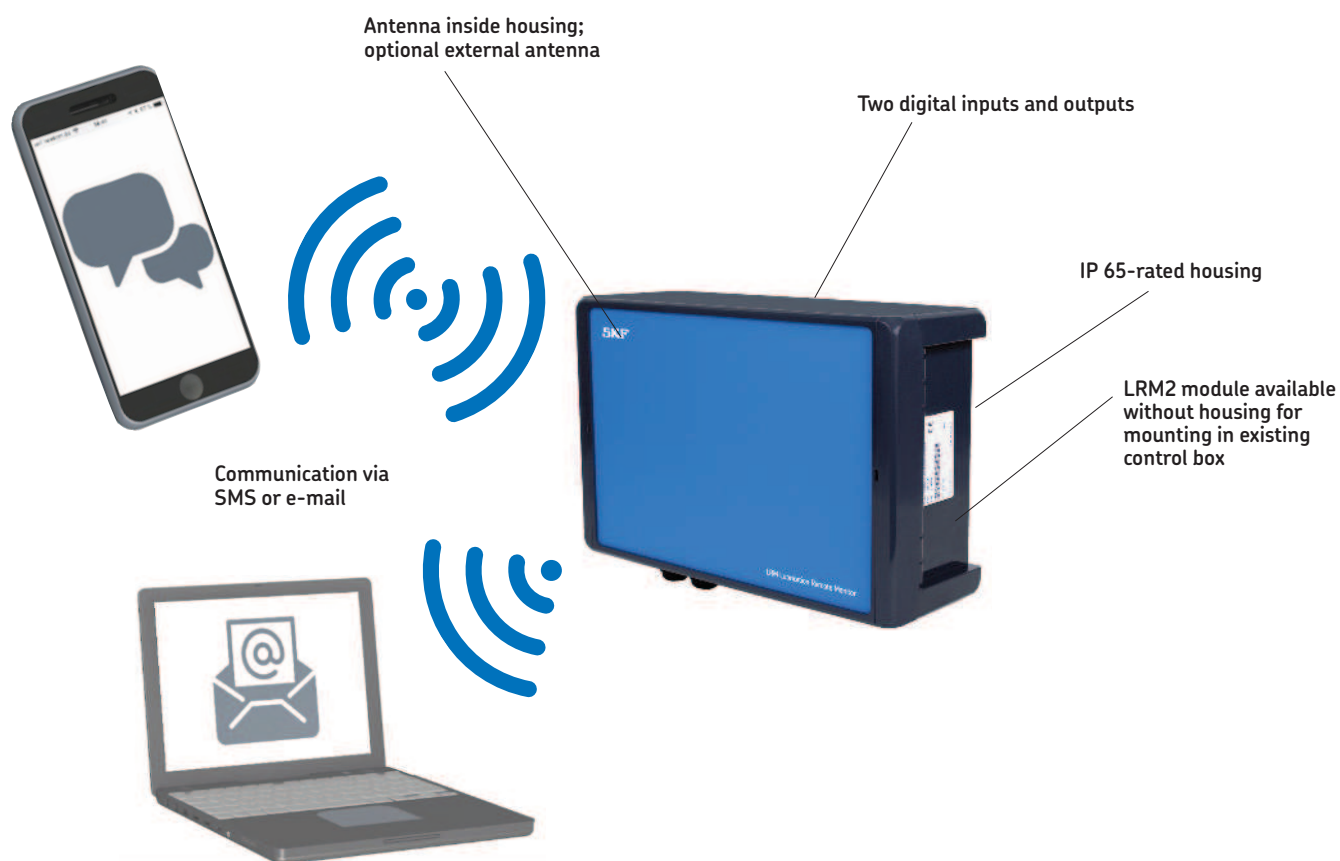 Antenna inside housing;
optional external antenna
Two digital inputs and outputs
IP 65-rated housing
LRM2 module available
without housing for
mounting in existing
control box
Communication via
SMS or e-mail
SKF
LRM Lubrication Remote Monitor
@